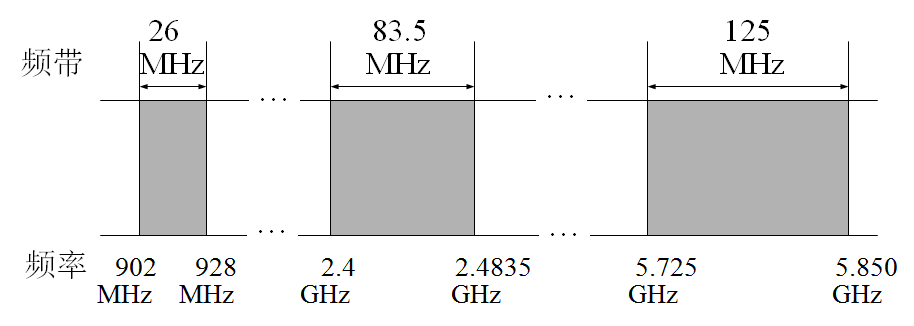 26 83.5 125
频带 MHz MHz MHz
… …
… …
频率 902 928 2.4 2.4835 5.725 5.850
MHz MHz GHz GHz GHz GHz